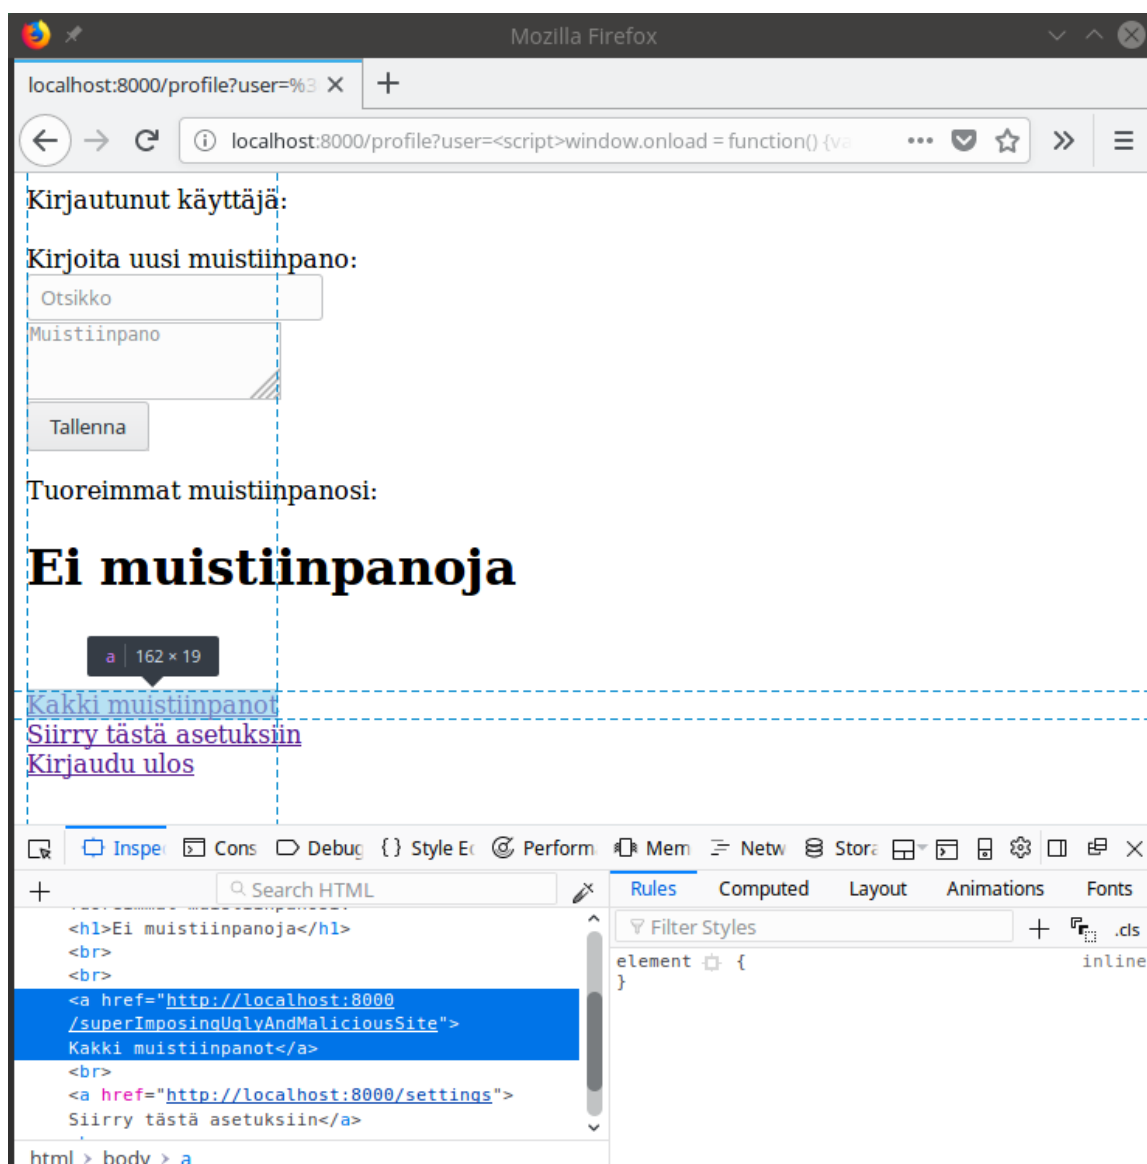 Mozilla Firefox
localhost:8000/profile?user=%3
localhost:8000/profile?user=<script>window.onload = function() {va
Kirjautunut käyttäjä:
Kirjoita uusi muistiinpano:
Otsikko
Muistiinpano
Tallenna
Tuoreimmat muistiinpanosi:
Ei muistiinpanoja
a 162 × 19
Kakki muistiinpanot
Siirry tästä asetuksiin
Kirjaudu ulos
Inspe Cons Debug {} Style Ec Perform Mem Netw Stora
Search HTML
Rules Computed Layout Animations Fonts
Filter Styles + .cls
<h1>Ei muistiinpanoja</h1>
<br>
<br>
<a href="http://localhost:8000
/superImposingUglyAndMaliciousSite">
Kakki muistiinpanot</a>
<br>
<a href="http://localhost:8000/settings">
Siirry tästä asetuksiin</a>
element { inline
}
html > body > a